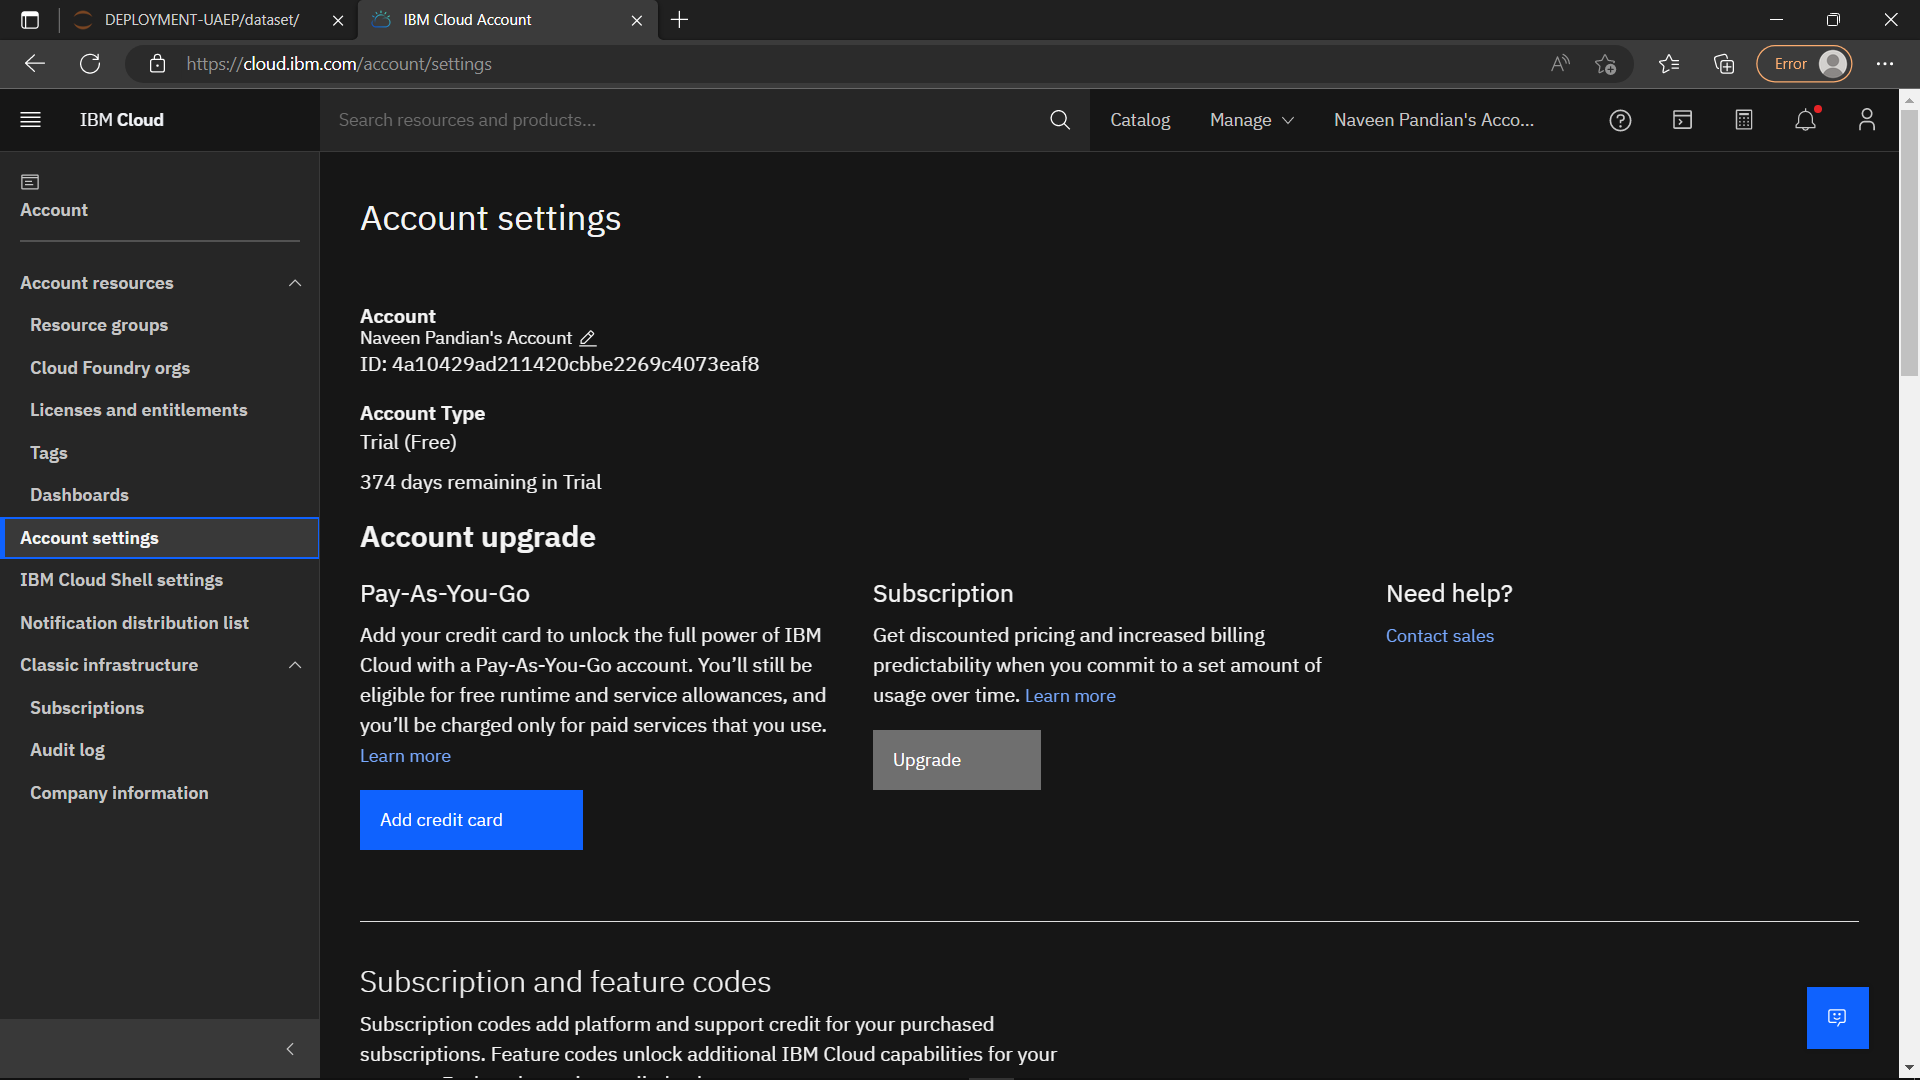 DEPLOYMENT-UAEP/dataset/
IBM Cloud Account
https://cloud.ibm.com/account/settings
Error
IBM Cloud
Search resources and products...
Catalog
Manage
Naveen Pandian's Acco...
Account
Account resources
Resource groups
Cloud Foundry orgs
Licenses and entitlements
Tags
Dashboards
Account settings
IBM Cloud Shell settings
Notification distribution list
Classic infrastructure
Subscriptions
Audit log
Company information
Account settings
Account
Naveen Pandian's Account
ID: 4a10429ad211420cbbe2269c4073eaf8
Account Type
Trial (Free)
374 days remaining in Trial
Account upgrade
Pay-As-You-Go
Add your credit card to unlock the full power of IBM
Cloud with a Pay-As-You-Go account. You’ll still be
eligible for free runtime and service allowances, and
you’ll be charged only for paid services that you use.
Learn more
Add credit card
Subscription
Get discounted pricing and increased billing
predictability when you commit to a set amount of
usage over time. Learn more
Upgrade
Need help?
Contact sales
Subscription and feature codes
Subscription codes add platform and support credit for your purchased
subscriptions. Feature codes unlock additional IBM Cloud capabilities for your